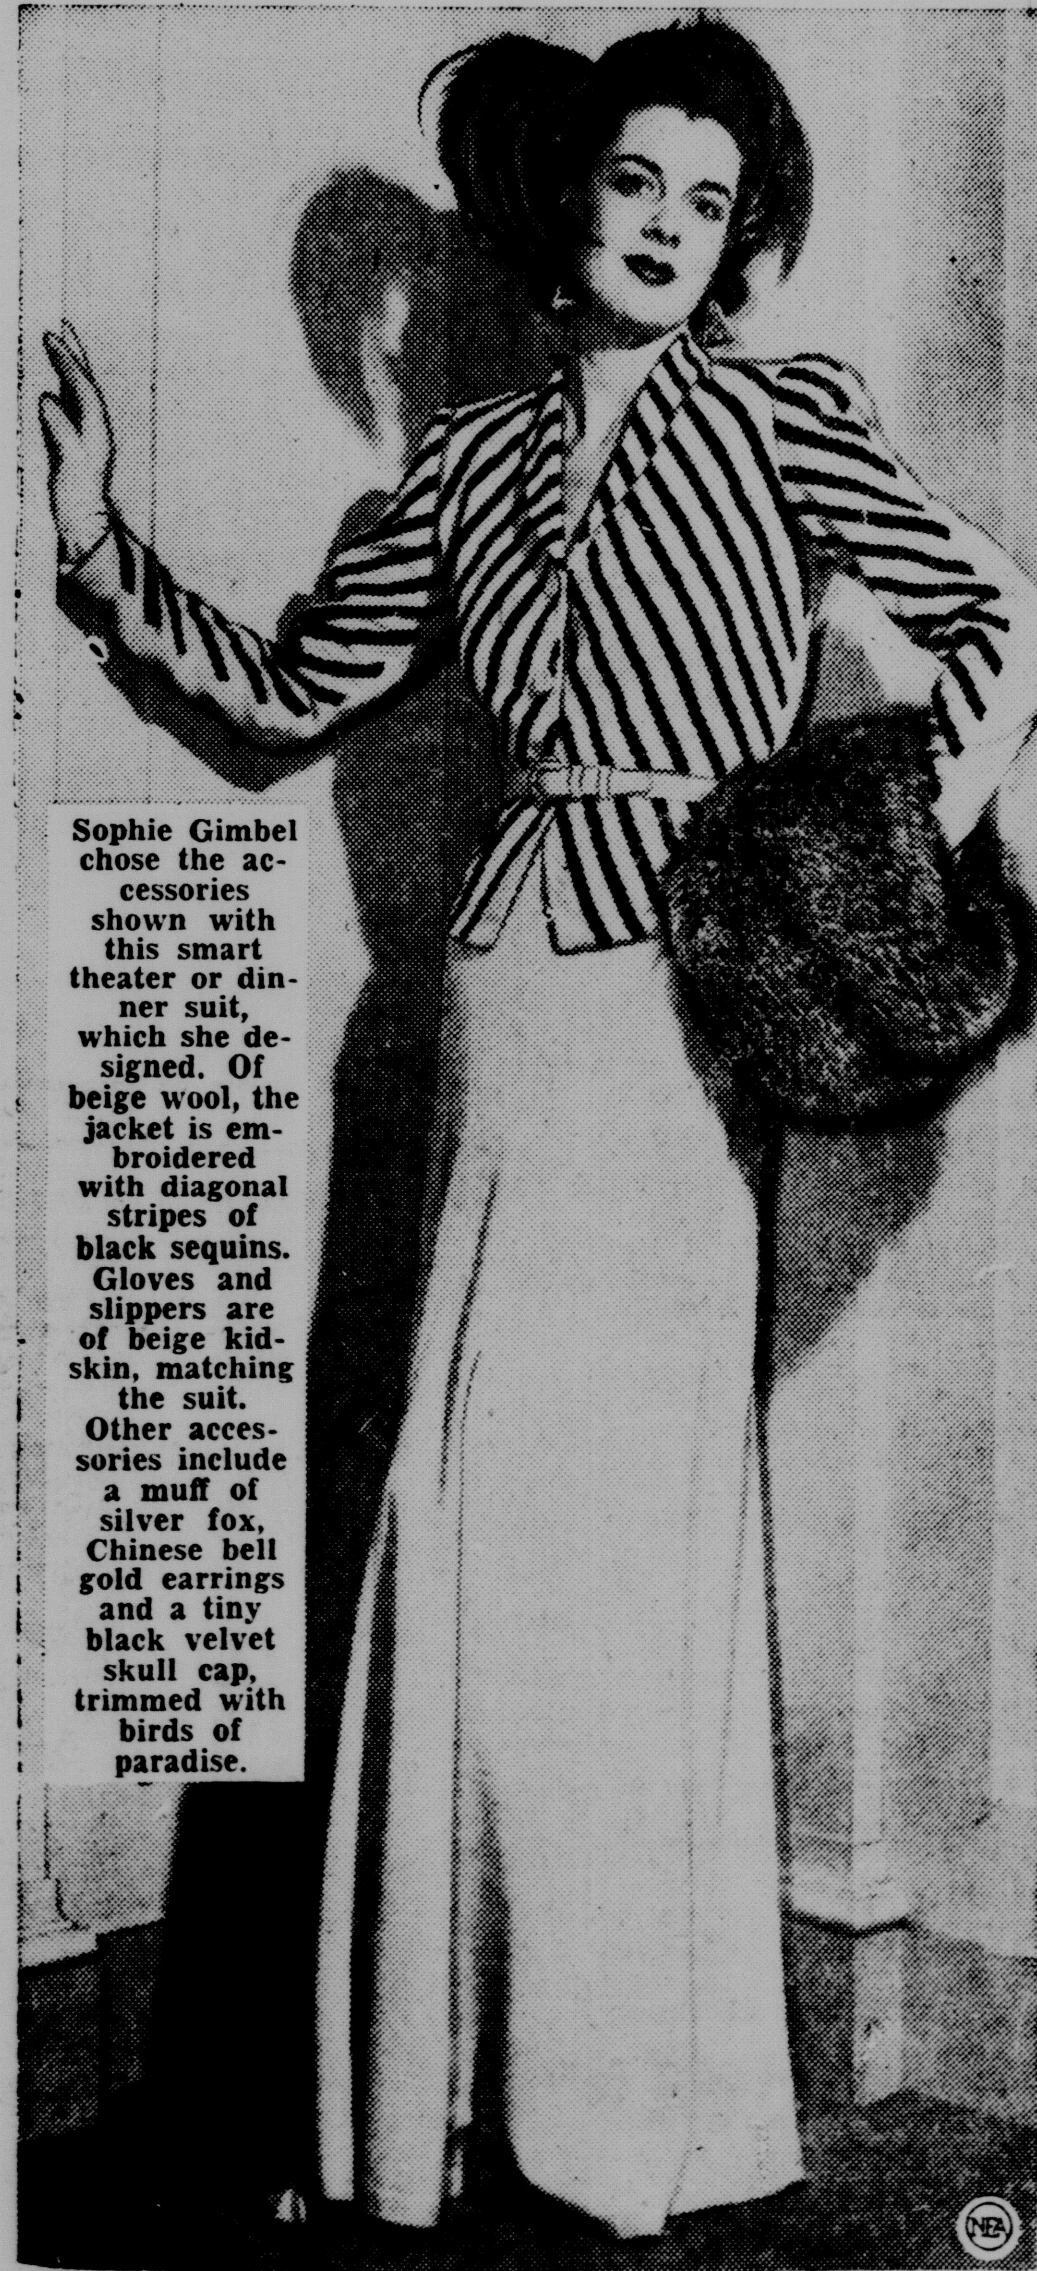 Sophie Gimbel
chose the ac-
cessories
shown with
this smart
theater or din-
ner suit,
which she de-
signed. Of
beige wool, the
jacket is em-
broidered
with diagonal
stripes of
black sequins.
Gloves and
slippers are
of beige kid-
skin, matching
the suit.
Other acces-
sories include
a muff of
silver fox,
Chinese bell
gold earrings
and a tiny
black velvet
skull cap,
trimmed with
birds of
paradise.
NEA